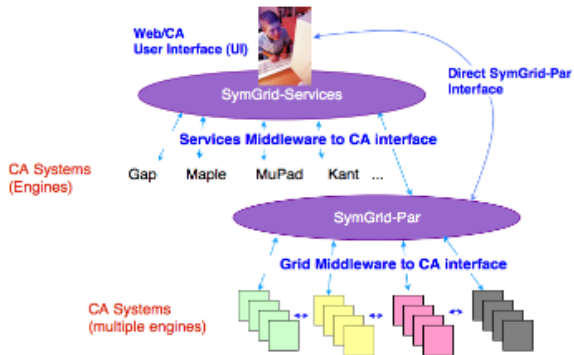 Web/CA
User Interface (UI)
Direct SymGrid-Par
Interface
SymGrid-Services
Services Middleware to CA interface
CA Systems
(Engines)
Gap Maple MuPad Kant ...
SymGrid-Par
Grid Middleware to CA interface
CA Systems
(multiple engines)